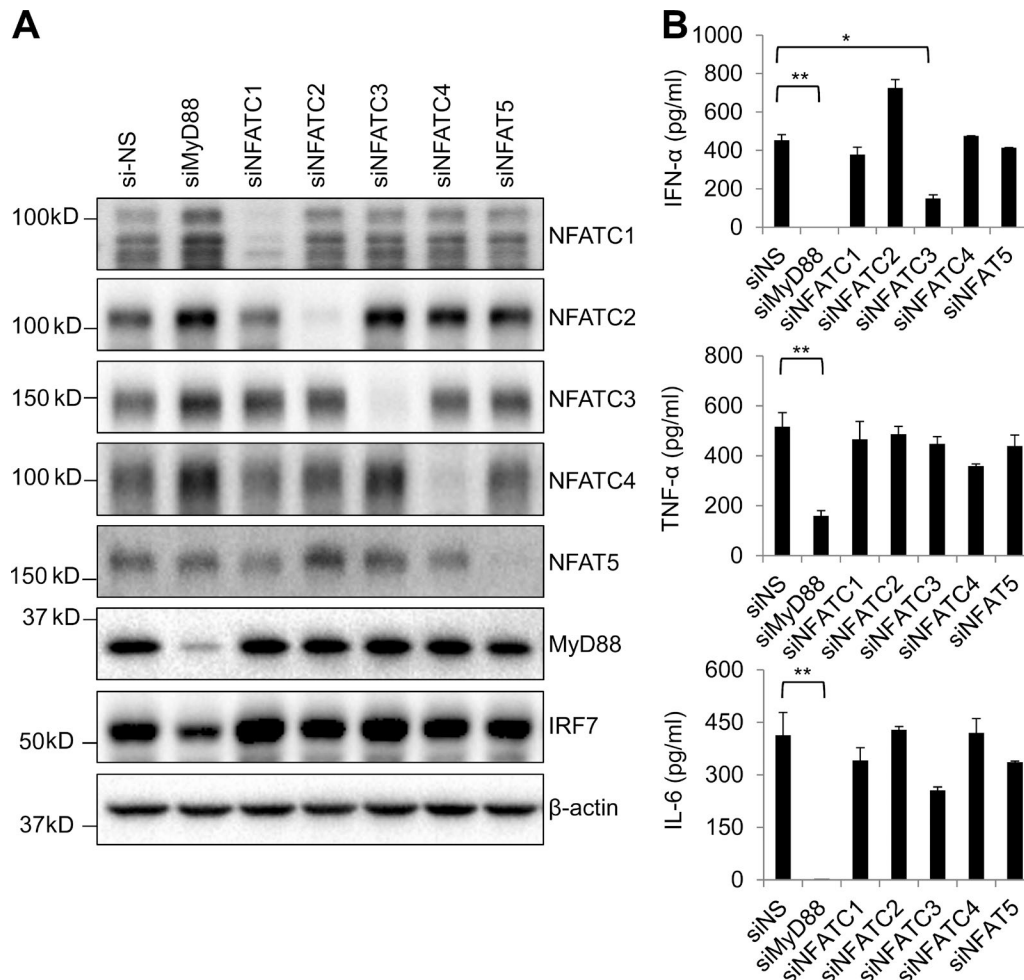 A
si-NS
siMyD88
siNFATC1
siNFATC2
siNFATC3
siNFATC4
siNFAT5
100kD
NFATC1
100 kD
NFATC2
150 kD
NFATC3
100 kD
NFATC4
150 kD
NFAT5
37 kD
MyD88
50kD
IRF7
37kD
β-actin
B
IFN-α (pg/ml)
1000
800
600
400
200
0
*
**
siNS
siMyD88
siNFATC1
siNFATC2
siNFATC3
siNFATC4
siNFAT5
TNF-α (pg/ml)
800
600
400
200
0
**
siNS
siMyD88
siNFATC1
siNFATC2
siNFATC3
siNFATC4
siNFAT5
IL-6 (pg/ml)
600
450
300
150
0
**
siNS
siMyD88
siNFATC1
siNFATC2
siNFATC3
siNFATC4
siNFAT5